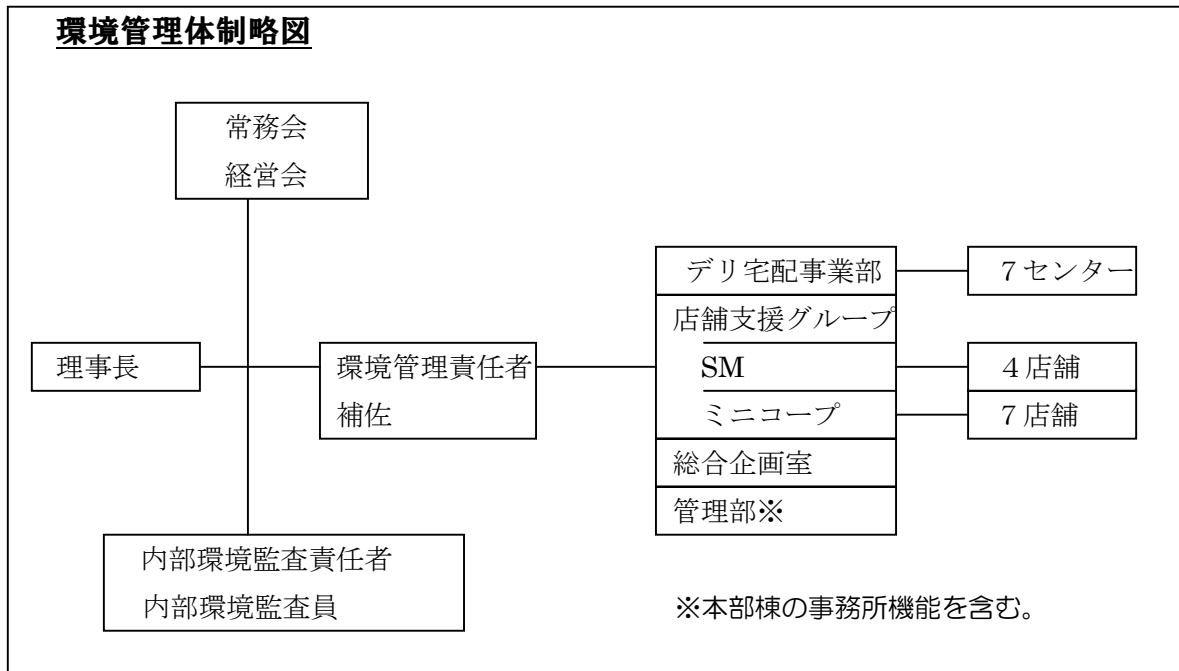 環境管理体制略図
常務会
経営会
理事長
環境管理責任者
補佐
デリ宅配事業部
7センター
店舗支援グループ
SM
4店舗
ミニコープ
7店舗
総合企画室
管理部※
内部環境監査責任者
内部環境監査員
※本部棟の事務所機能を含む。